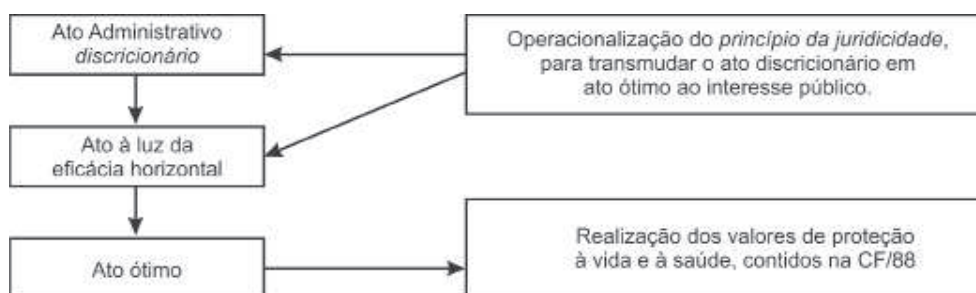 Ato Administrativo
discricionário
Operacionalização do princípio da juridicidade,
para transmudar o ato discricionário em
ato ótimo ao interesse público.
Ato à luz da
eficácia horizontal
Ato ótimo
Realização dos valores de proteção
à vida e à saúde, contidos na CF/88